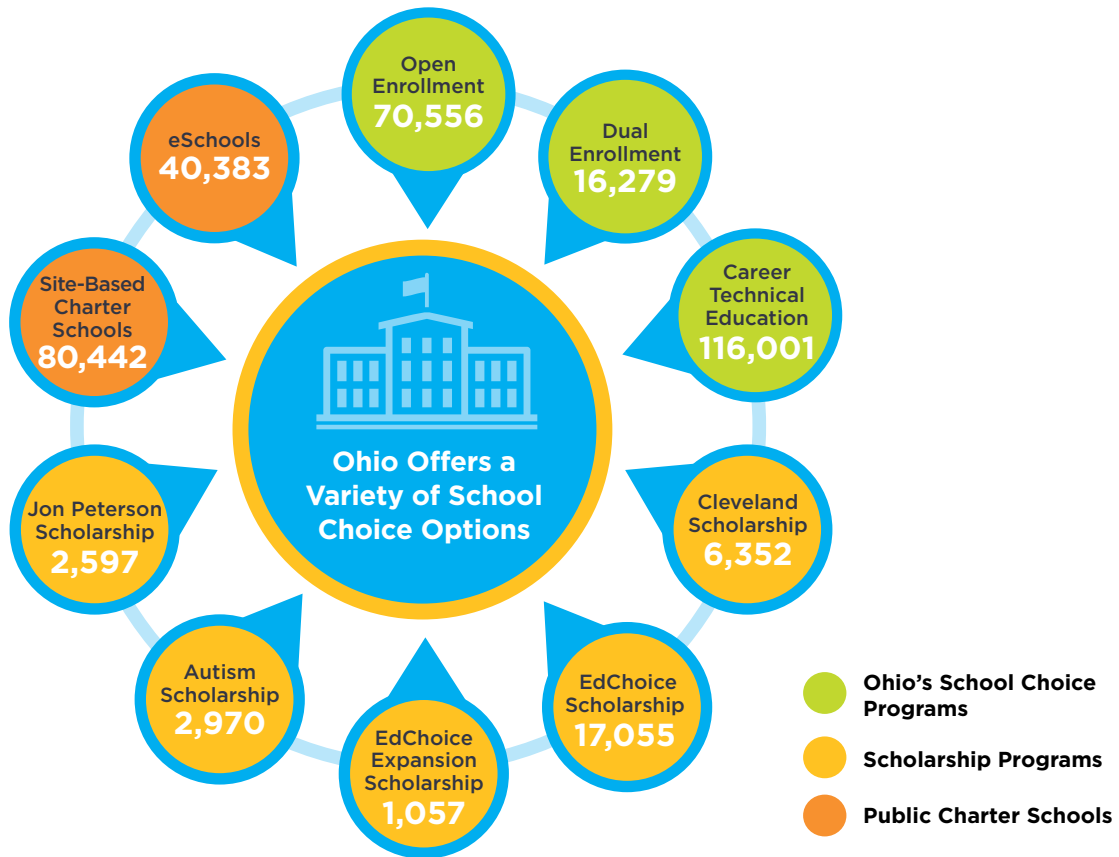 Open
Enrollment
70,556
Dual
Enrollment
16,279
Career
Technical
Education
116,001
Cleveland
Scholarship
6,352
EdChoice
Scholarship
17,055
EdChoice
Expansion
Scholarship
1,057
Autism
Scholarship
2,970
Jon Peterson
Scholarship
2,597
Site-Based
Charter
Schools
80,442
eSchools
40,383
Ohio Offers a
Variety of School
Choice Options
Ohio’s School Choice
Programs
Scholarship Programs
Public Charter Schools